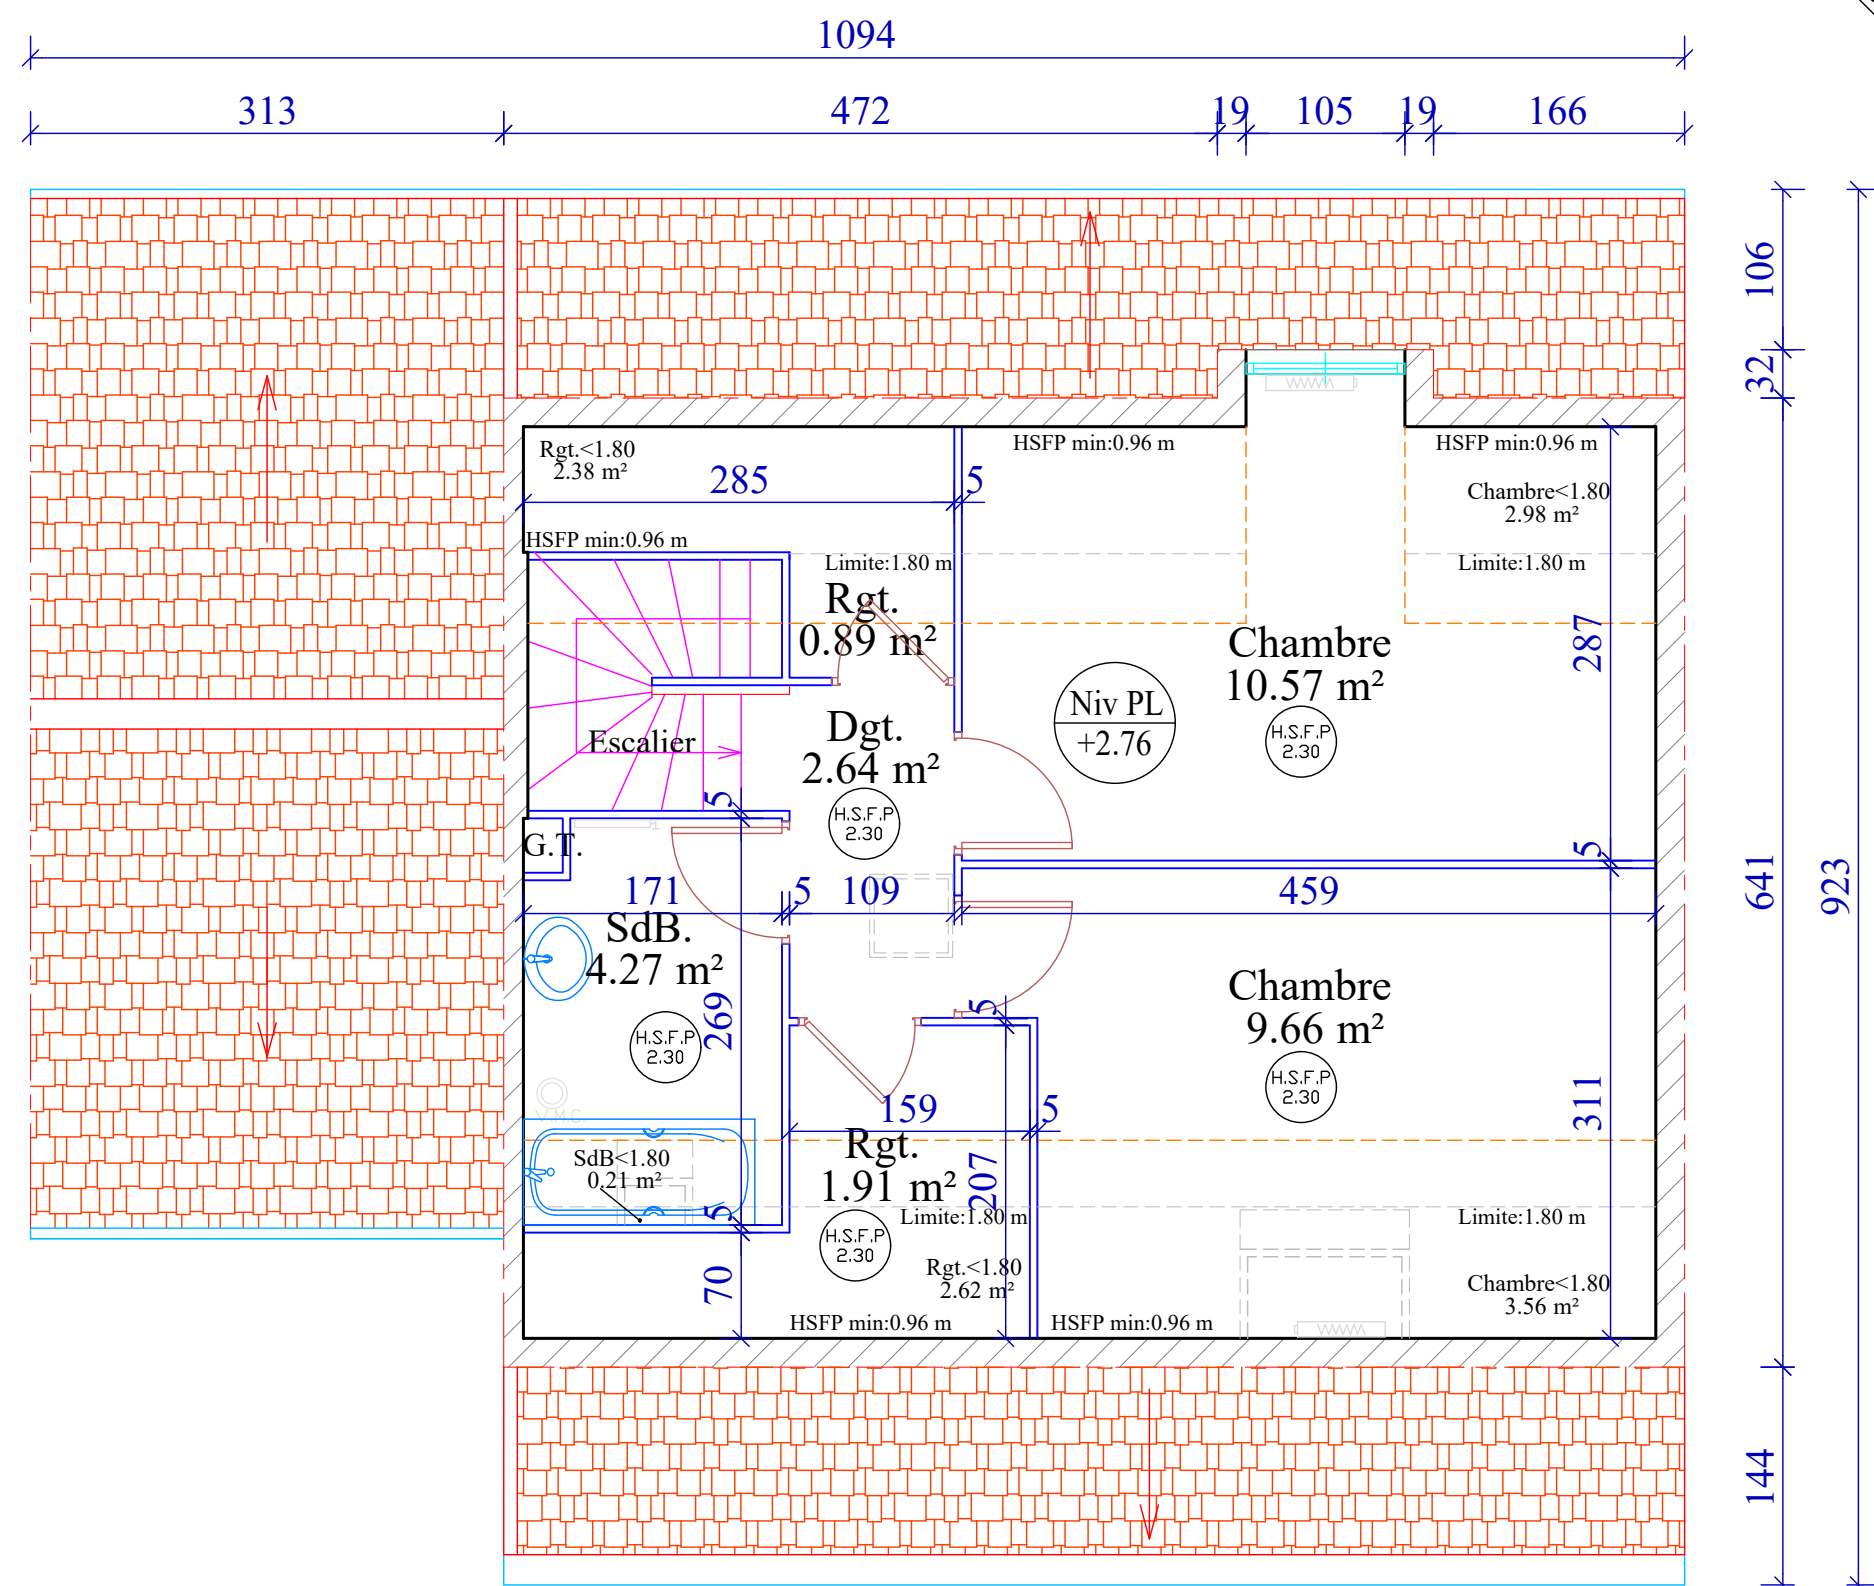 1094
313
472
19
105
19
166
106
32
Rgt.<1.80
2.38 m²
285
5
HSFP min:0.96 m
HSFP min:0.96 m
Chambre<1.80
2.98 m²
HSFP min:0.96 m
Limite:1.80 m
Limite:1.80 m
Rgt.
0.89 m²
Chambre
10.57 m²
H.S.F.P
2.30
287
Niv PL
+2.76
Escalier
Dgt.
2.64 m²
H.S.F.P
2.30
5
5
G.T.
171
5
109
459
641
923
SdB.
4.27 m²
H.S.F.P
2.30
269
5
Chambre
9.66 m²
H.S.F.P
2.30
311
V.M.C.
159
5
Rgt.
1.91 m²
207
SdB<1.80
0.21 m²
5
Limite:1.80 m
Limite:1.80 m
H.S.F.P
2.30
Rgt.<1.80
2.62 m²
Chambre<1.80
3.56 m²
70
HSFP min:0.96 m
HSFP min:0.96 m
144